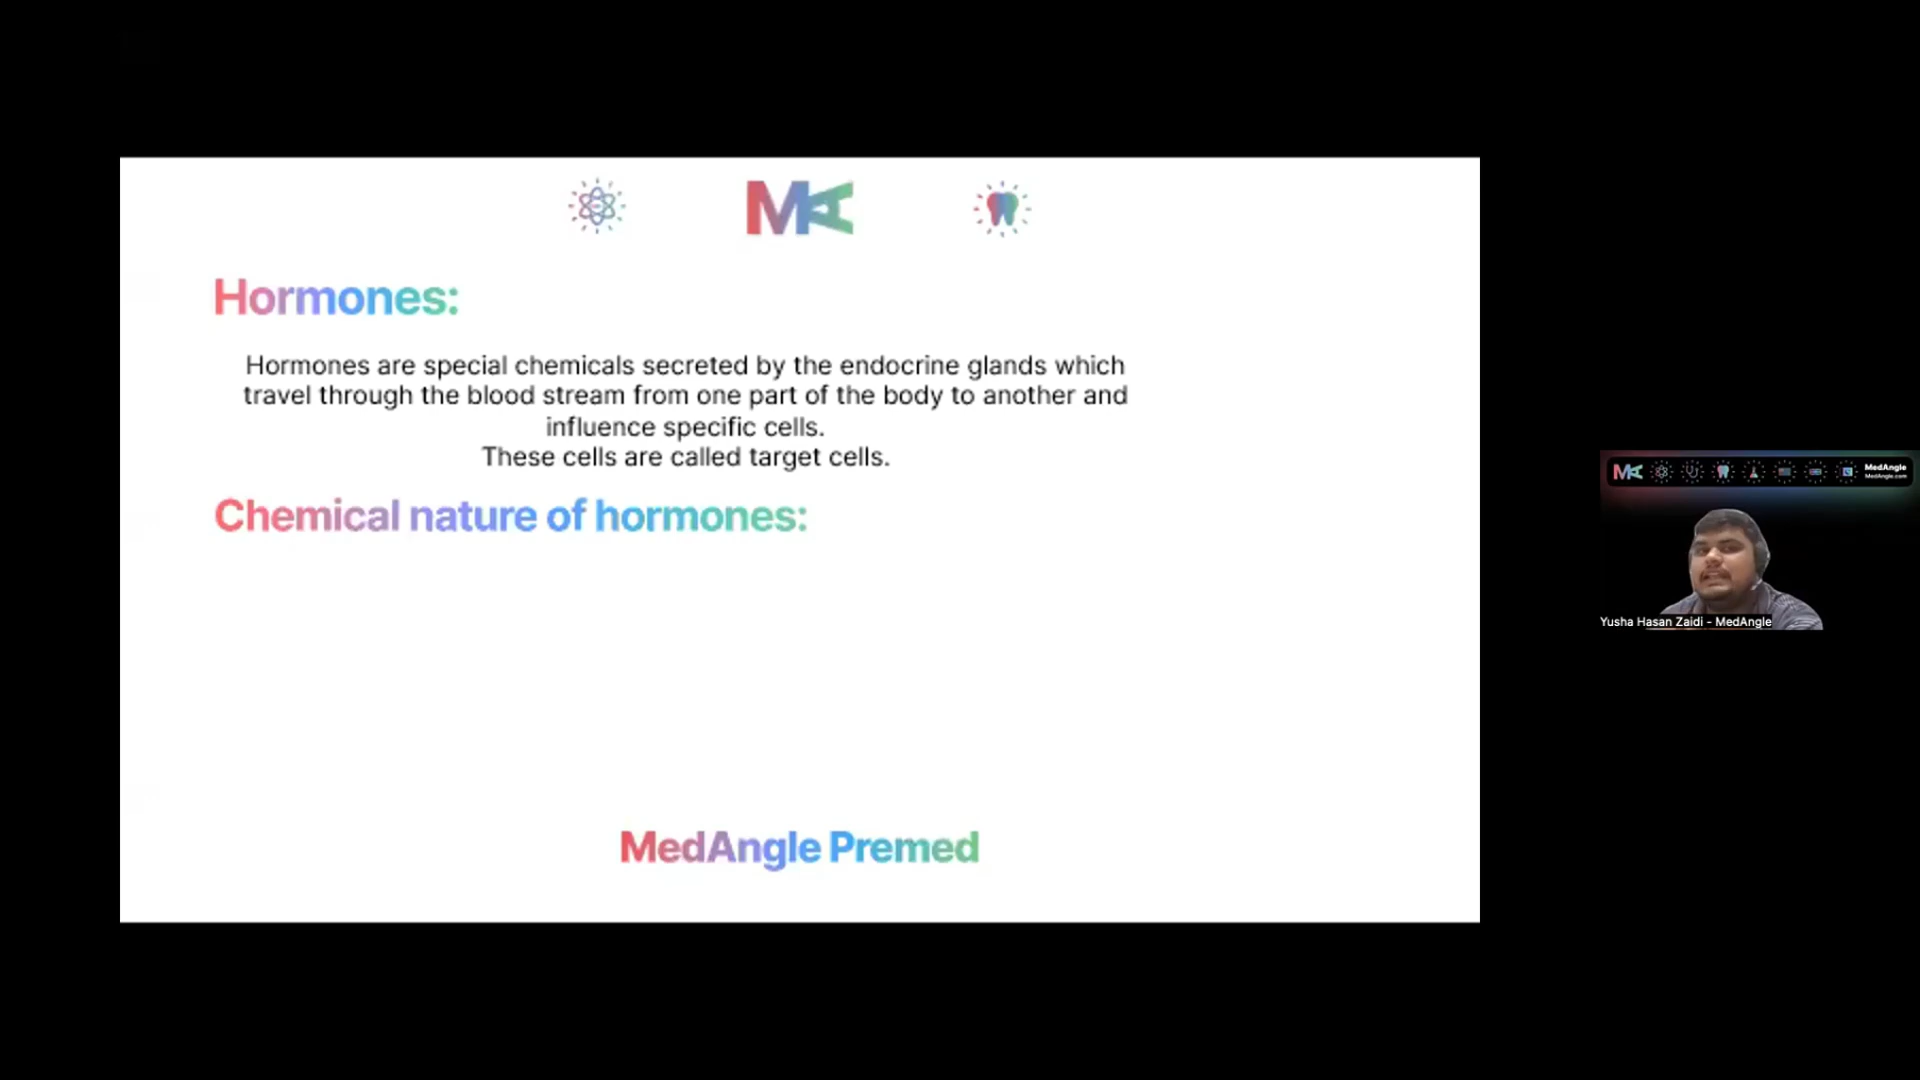 MA
Hormones:
Hormones are special chemicals secreted by the endocrine glands which
travel through the blood stream from one part of the body to another and
influence specific cells.
These cells are called target cells.
Chemical nature of hormones:
MedAngle Premed
MA
MedAngle
MedAngle.com
Yusha Hasan Zaidi - MedAngle